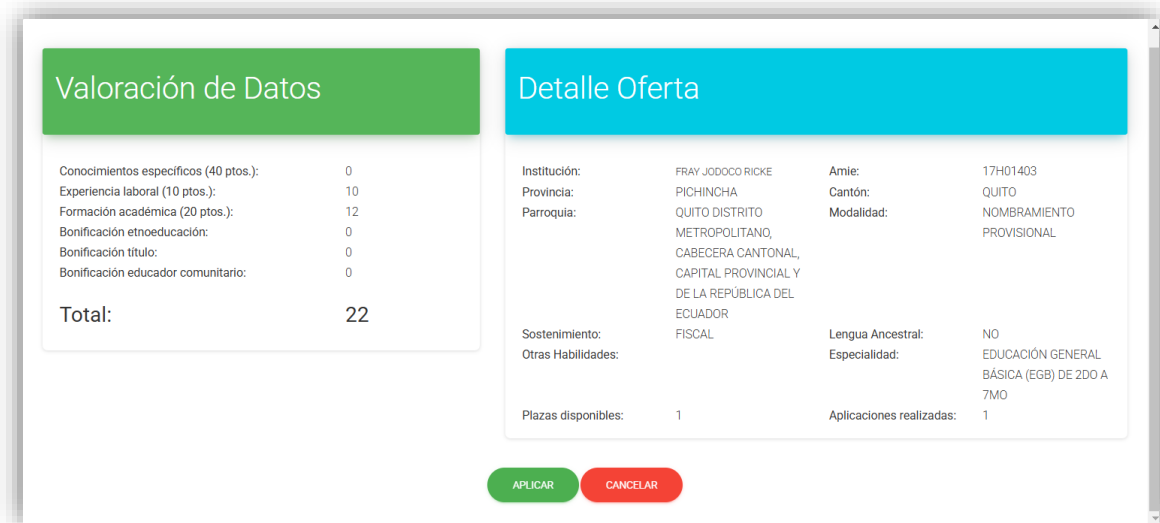 Valoración de Datos
Conocimientos específicos (40 ptos.): 0
Experiencia laboral (10 ptos.): 10
Formación académica (20 ptos.): 12
Bonificación etnoeducación: 0
Bonificación título: 0
Bonificación educador comunitario: 0
Total: 22
Detalle Oferta
Institución: FRAY JODOCO RICKE Amie: 17H01403
Provincia: PICHINCHA Cantón: QUITO
Parroquia: QUITO DISTRITO Modalidad: NOMBRAMIENTO
METROPOLITANO, PROVISIONAL
CABECERA CANTONAL,
CAPITAL PROVINCIAL Y
DE LA REPÚBLICA DEL
ECUADOR
Sostenimiento: FISCAL Lengua Ancestral: NO
Otras Habilidades: Especialidad: EDUCACIÓN GENERAL
BÁSICA (EGB) DE 2DO A
7MO
Plazas disponibles: 1 Aplicaciones realizadas: 1
APLICAR CANCELAR